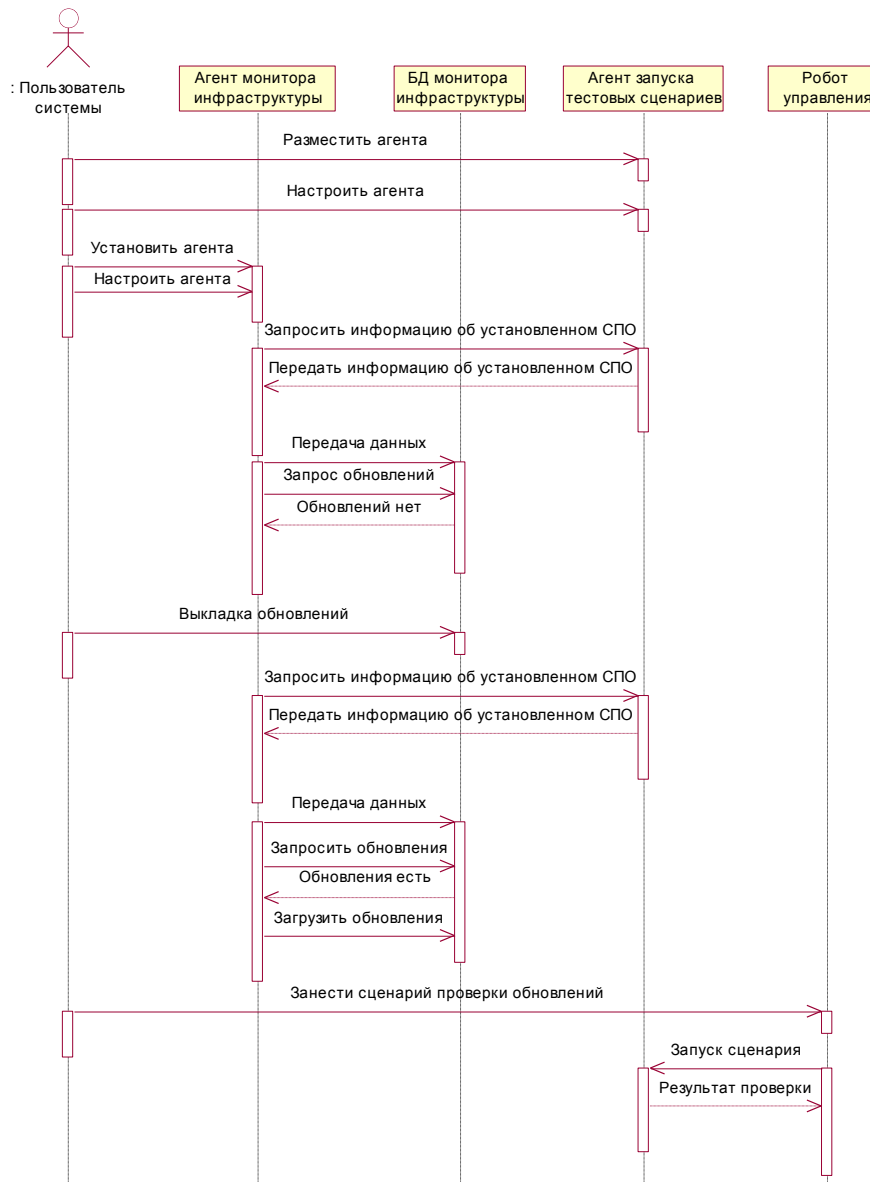 : Пользователь
системы
Агент монитора
инфраструктуры
БД монитора
инфраструктуры
Агент запуска
тестовых сценариев
Робот
управления
Разместить агента
Настроить агента
Установить агента
Настроить агента
Запросить информацию об установленном СПО
Передать информацию об установленном СПО
Передача данных
Запрос обновлений
Обновлений нет
Выкладка обновлений
Запросить информацию об установленном СПО
Передать информацию об установленном СПО
Передача данных
Запросить обновления
Обновления есть
Загрузить обновления
Занести сценарий проверки обновлений
Запуск сценария
Результат проверки